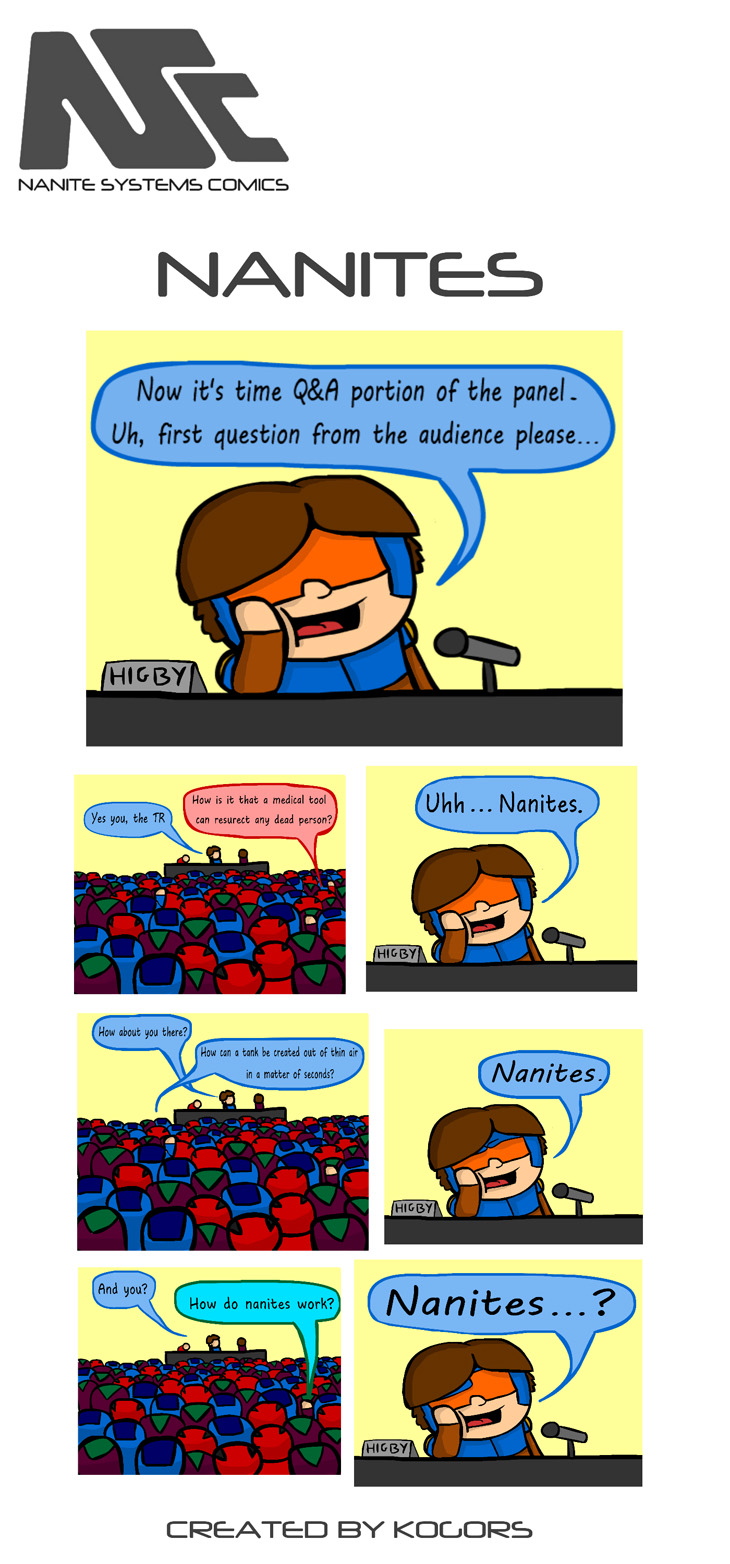 NSC
NANITE SYSTEMS COMICS
NANITES
Now it's time Q&A portion of the panel.
Uh, first question from the audience please...
HIGBY
Yes you, the TR
How is it that a medical tool
can resurect any dead person?
Uhh... Nanites.
HIGBY
How about you there?
How can a tank be created out of thin air
in a matter of seconds?
Nanites.
HIGBY
And you?
How do nanites work?
Nanites...?
HIGBY
CREATED BY KOGORS